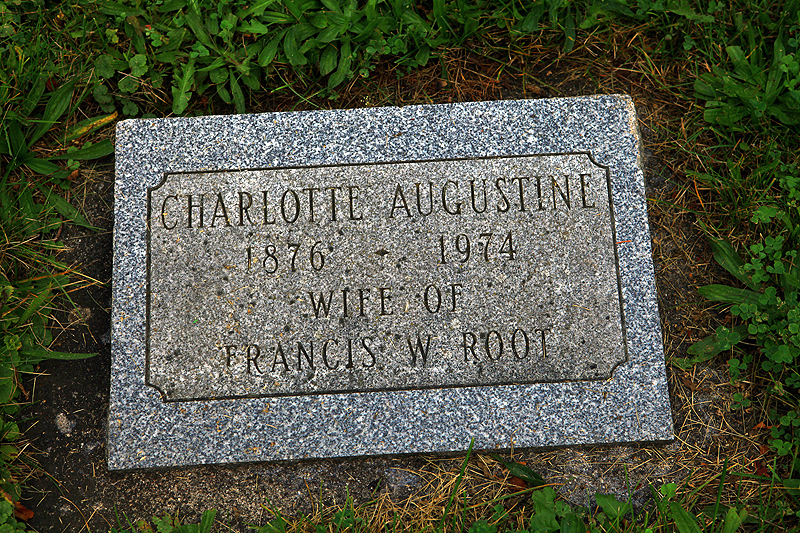 CHARLOTTE AUGUSTINE
1876 - 1974
WIFE OF
FRANCIS W ROOT